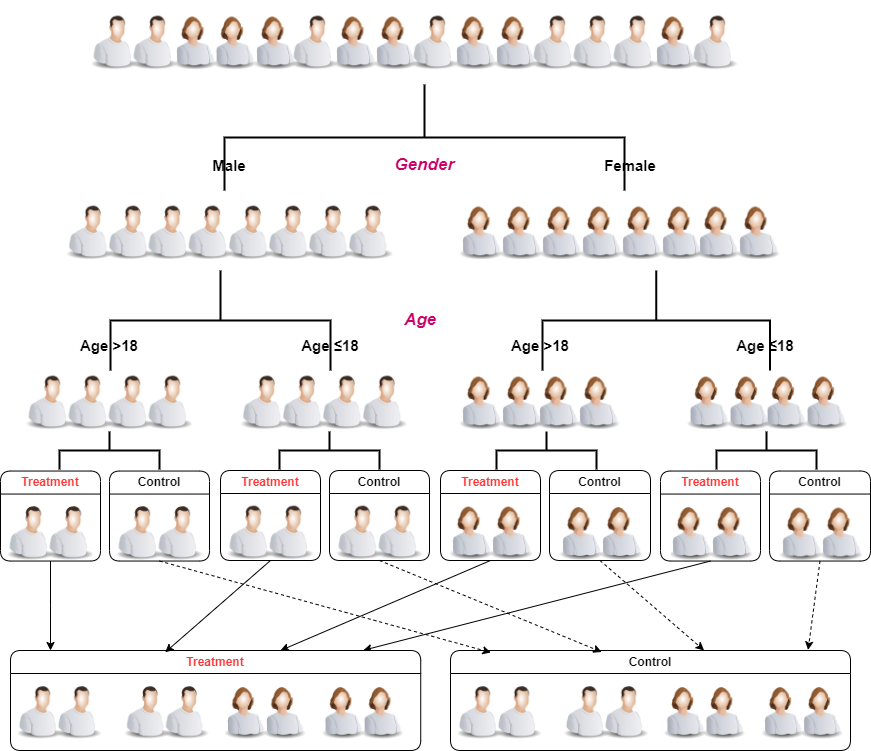 Male
Gender
Female
Age
Age >18
Age ≤18
Age >18
Age ≤18
Treatment
Control
Treatment
Control
Treatment
Control
Treatment
Control
Treatment
Control